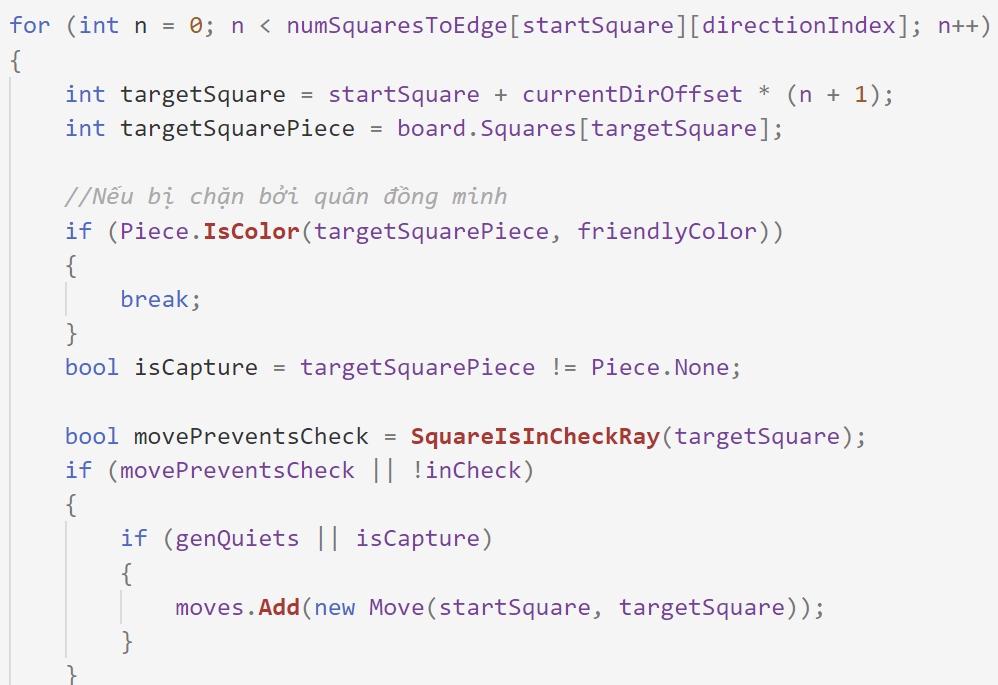 for (int n = 0; n < numSquaresToEdge[startSquare][directionIndex]; n++)
{
    int targetSquare = startSquare + currentDirOffset * (n + 1);
    int targetSquarePiece = board.Squares[targetSquare];

    //Nếu bị chặn bởi quân đồng minh
    if (Piece.IsColor(targetSquarePiece, friendlyColor))
    {
        break;
    }
    bool isCapture = targetSquarePiece != Piece.None;

    bool movePreventsCheck = SquareIsInCheckRay(targetSquare);
    if (movePreventsCheck || !inCheck)
    {
        if (genQuiets || isCapture)
        {
            moves.Add(new Move(startSquare, targetSquare));
        }
    }